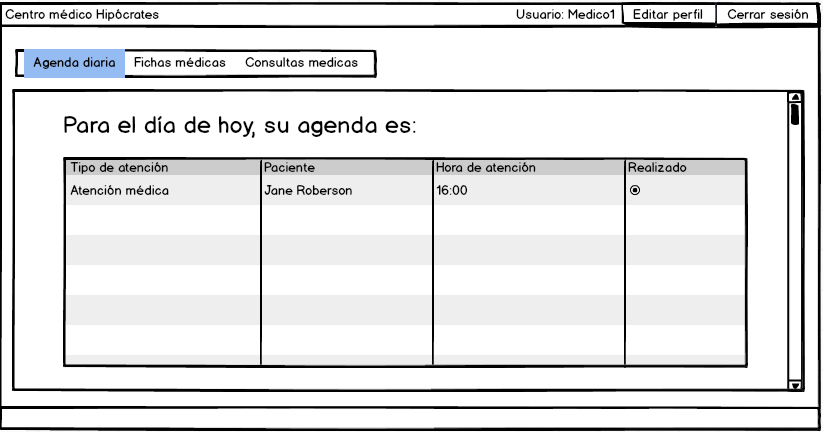 Centro médico Hipócrates Usuario: Medico1 Editar perfil Cerrar sesión
Agenda diaria Fichas médicas Consultas medicas
Para el día de hoy, su agenda es:
Tipo de atención Paciente Hora de atención Realizado
Atención médica Jane Roberson 16:00